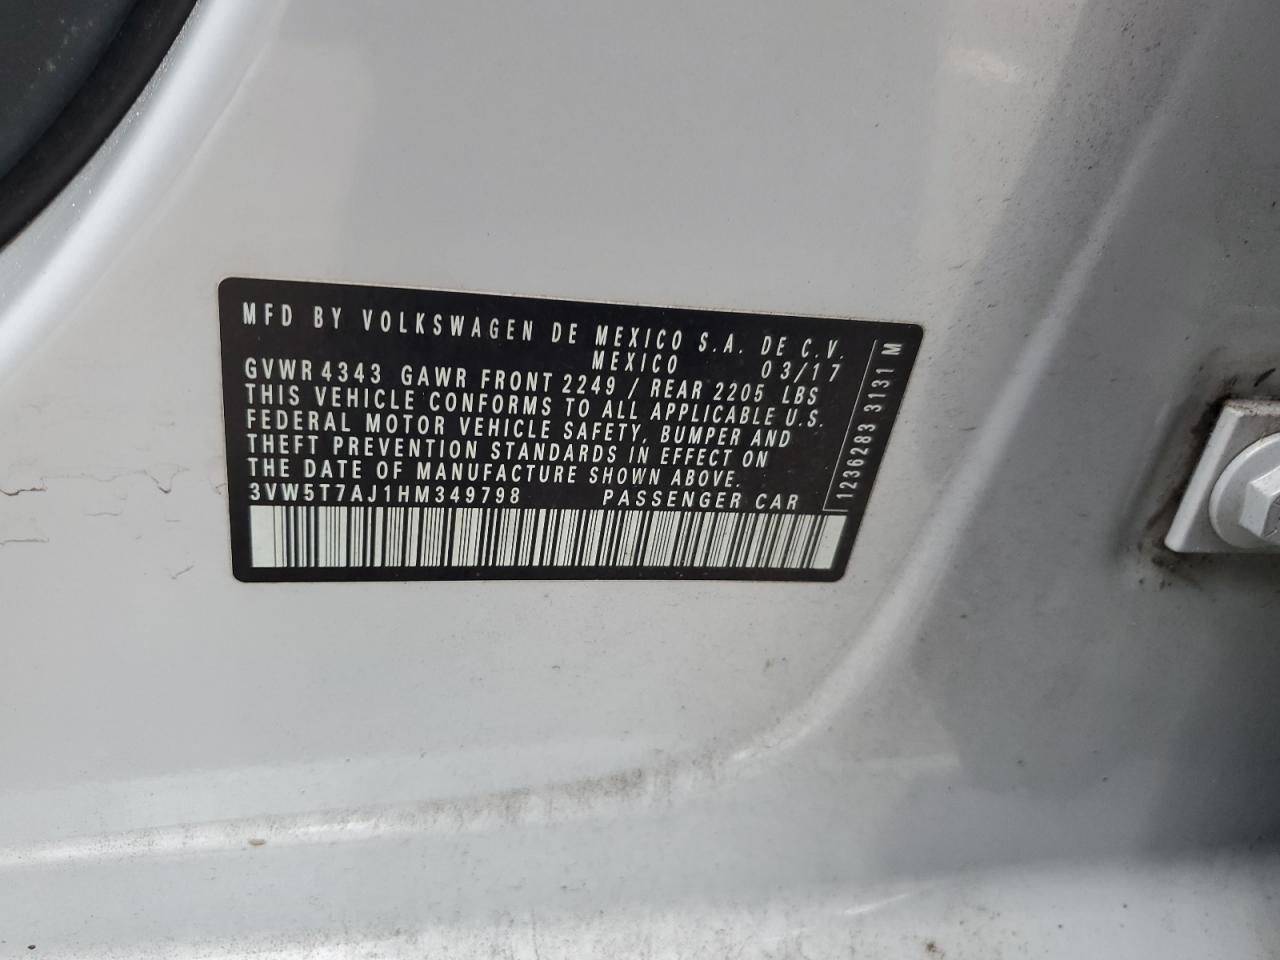 MFD BY VOLKSWAGEN DE MEXICO S.A. DE C.V.
MEXICO 03/17
GVWR 4343 GAWR FRONT 2249 / REAR 2205 LBS
THIS VEHICLE CONFORMS TO ALL APPLICABLE U.S.
FEDERAL MOTOR VEHICLE SAFETY, BUMPER AND
THEFT PREVENTION STANDARDS IN EFFECT ON
THE DATE OF MANUFACTURE SHOWN ABOVE.
3VW5T7AJ1HM349798 PASSENGER CAR
1236283 3131 M